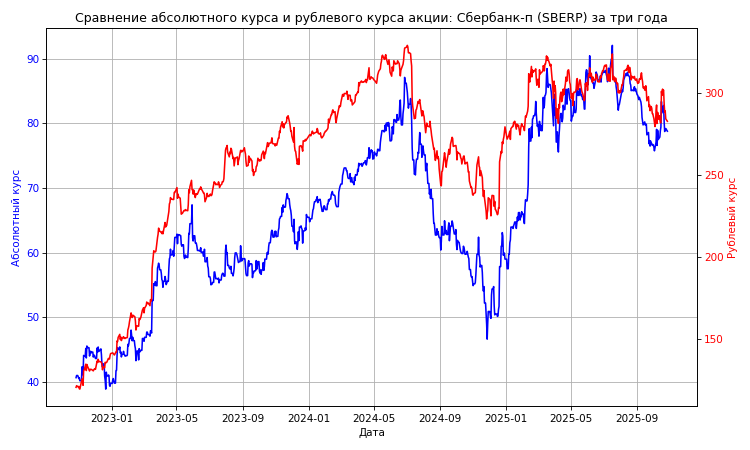 Сравнение абсолютного курса и рублевого курса акции: Сбербанк-п (SBERP) за три года
90
80
70
60
50
40
Абсолютный курс
300
250
200
150
Рублевый курс
2023-01 2023-05 2023-09 2024-01 2024-05 2024-09 2025-01 2025-05 2025-09
Дата